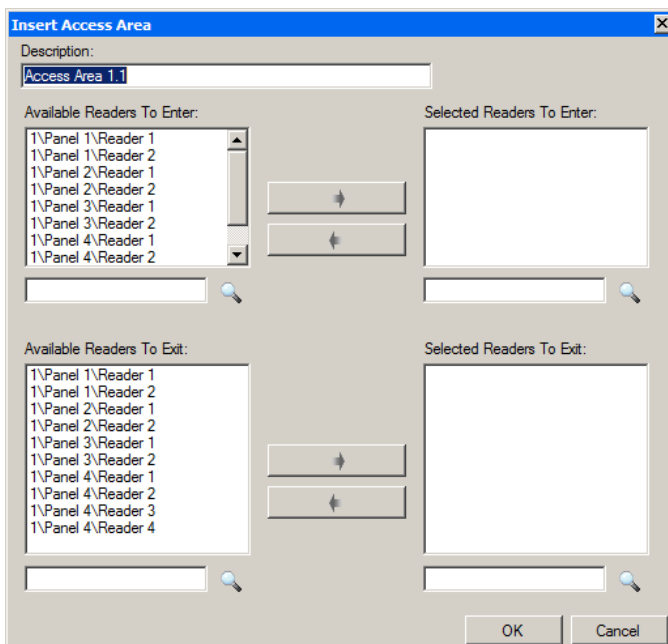 Insert Access Area
Description:
Access Area 1.1
Available Readers To Enter:
Selected Readers To Enter:
1\Panel 1\Reader 1
1\Panel 1\Reader 2
1\Panel 2\Reader 1
1\Panel 2\Reader 2
1\Panel 3\Reader 1
1\Panel 3\Reader 2
1\Panel 4\Reader 1
1\Panel 4\Reader 2
Available Readers To Exit:
Selected Readers To Exit:
1\Panel 1\Reader 1
1\Panel 1\Reader 2
1\Panel 2\Reader 1
1\Panel 2\Reader 2
1\Panel 3\Reader 1
1\Panel 3\Reader 2
1\Panel 4\Reader 1
1\Panel 4\Reader 2
1\Panel 4\Reader 3
1\Panel 4\Reader 4
OK
Cancel